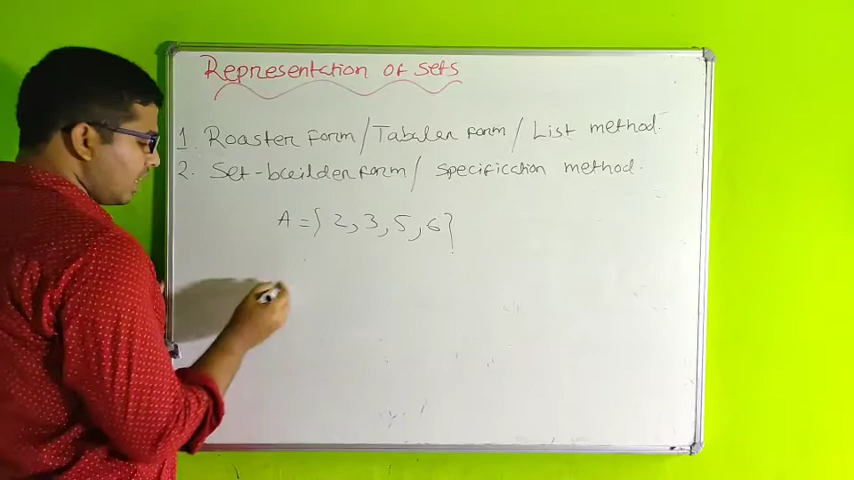 Representation of sets
1. Roaster form/Tabular form/List method.
2. Set-builder form/specification method.
A = { 2, 3, 5, 6}